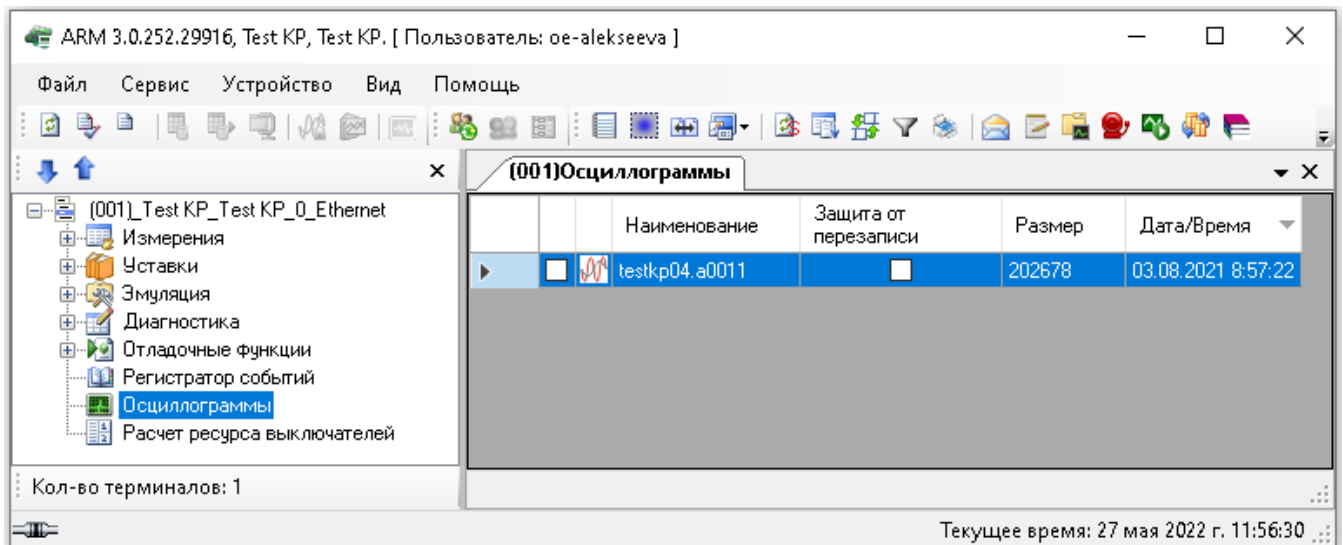 ARM 3.0.252.29916, Test KP, Test KP. [ Пользователь: oe-alekseeva ]
Файл Сервис Устройство Вид Помощь
(001)_Test KP_Test KP_0_Ethernet
Измерения
Уставки
Эмуляция
Диагностика
Отладочные функции
Регистратор событий
Осциллограммы
Расчет ресурса выключателей
Кол-во терминалов: 1
(001)Осциллограммы
Наименование Защита от перезаписи Размер Дата/Время
testkp04.a0011 202678 03.08.2021 8:57:22
Текущее время: 27 мая 2022 г. 11:56:30